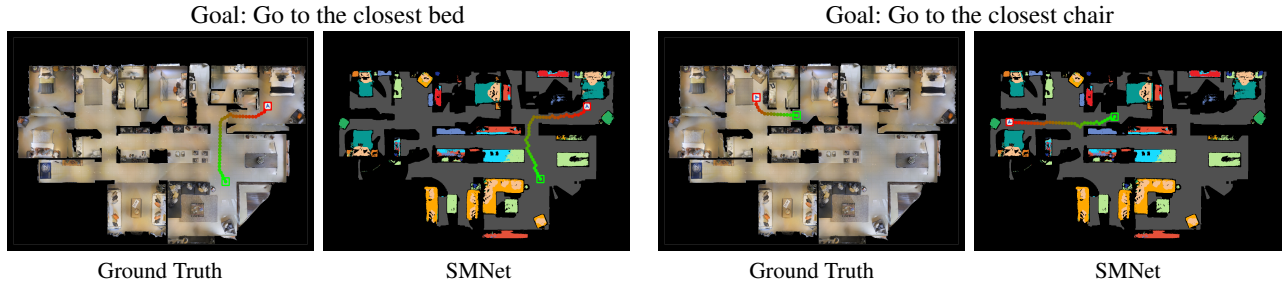 Goal: Go to the closest bed
Goal: Go to the closest chair
Ground Truth
SMNet
Ground Truth
SMNet